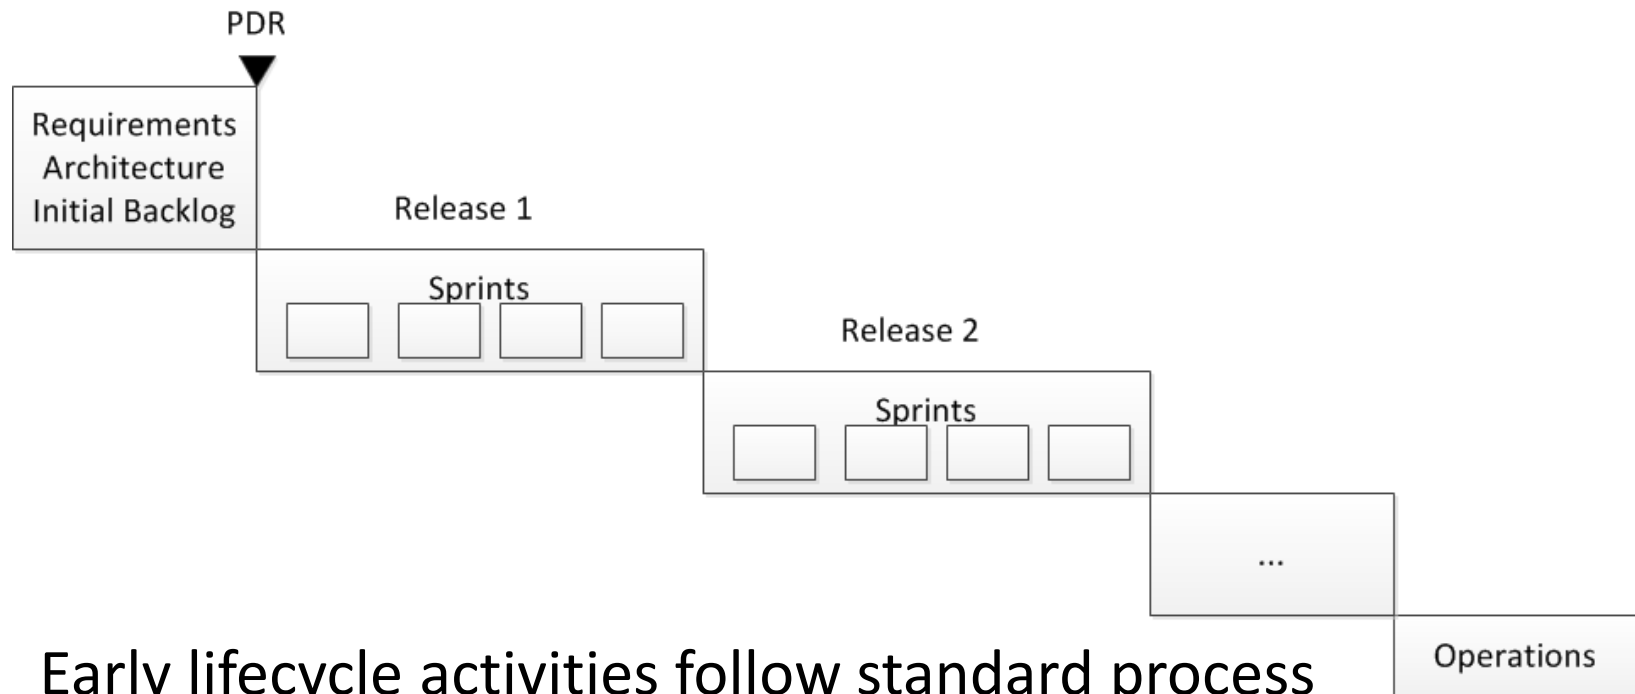 PDR
Requirements
Architecture
Initial Backlog
Release 1
Sprints
Release 2
Sprints
...
Operations
Early lifecycle activities follow standard process